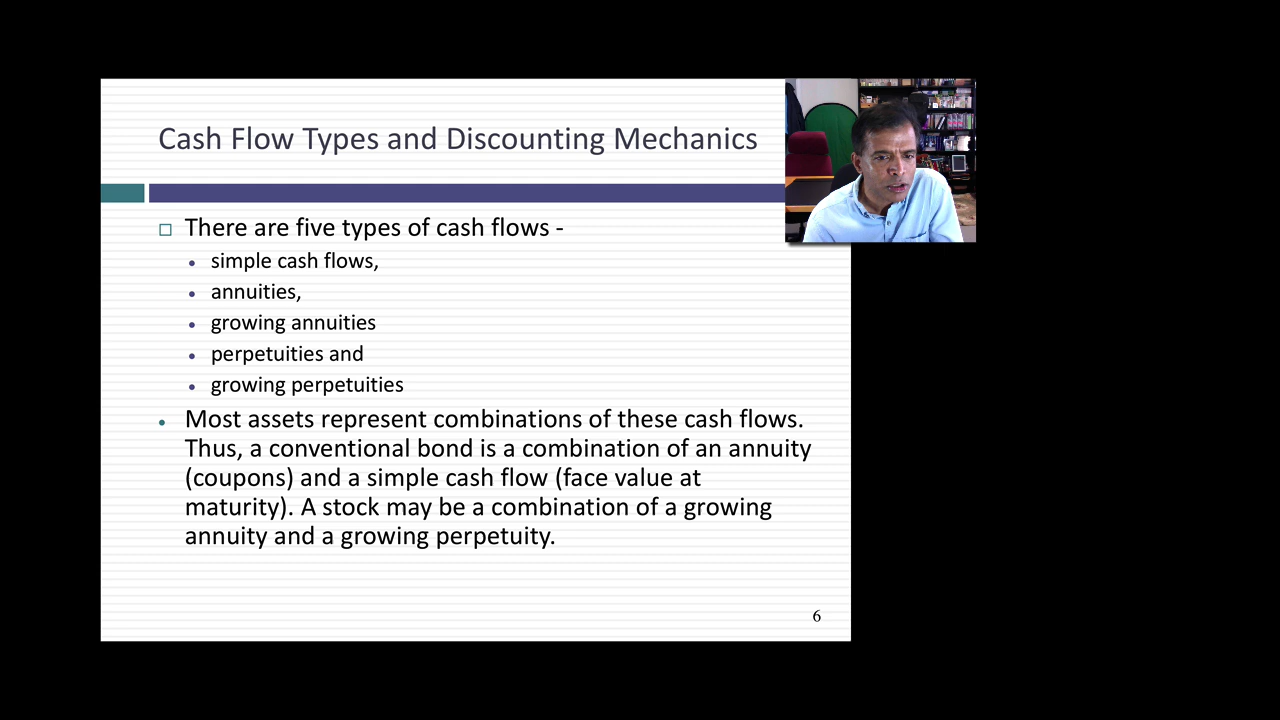 Cash Flow Types and Discounting Mechanics
There are five types of cash flows -
simple cash flows,
annuities,
growing annuities
perpetuities and
growing perpetuities
Most assets represent combinations of these cash flows.
Thus, a conventional bond is a combination of an annuity
(coupons) and a simple cash flow (face value at
maturity). A stock may be a combination of a growing
annuity and a growing perpetuity.
6